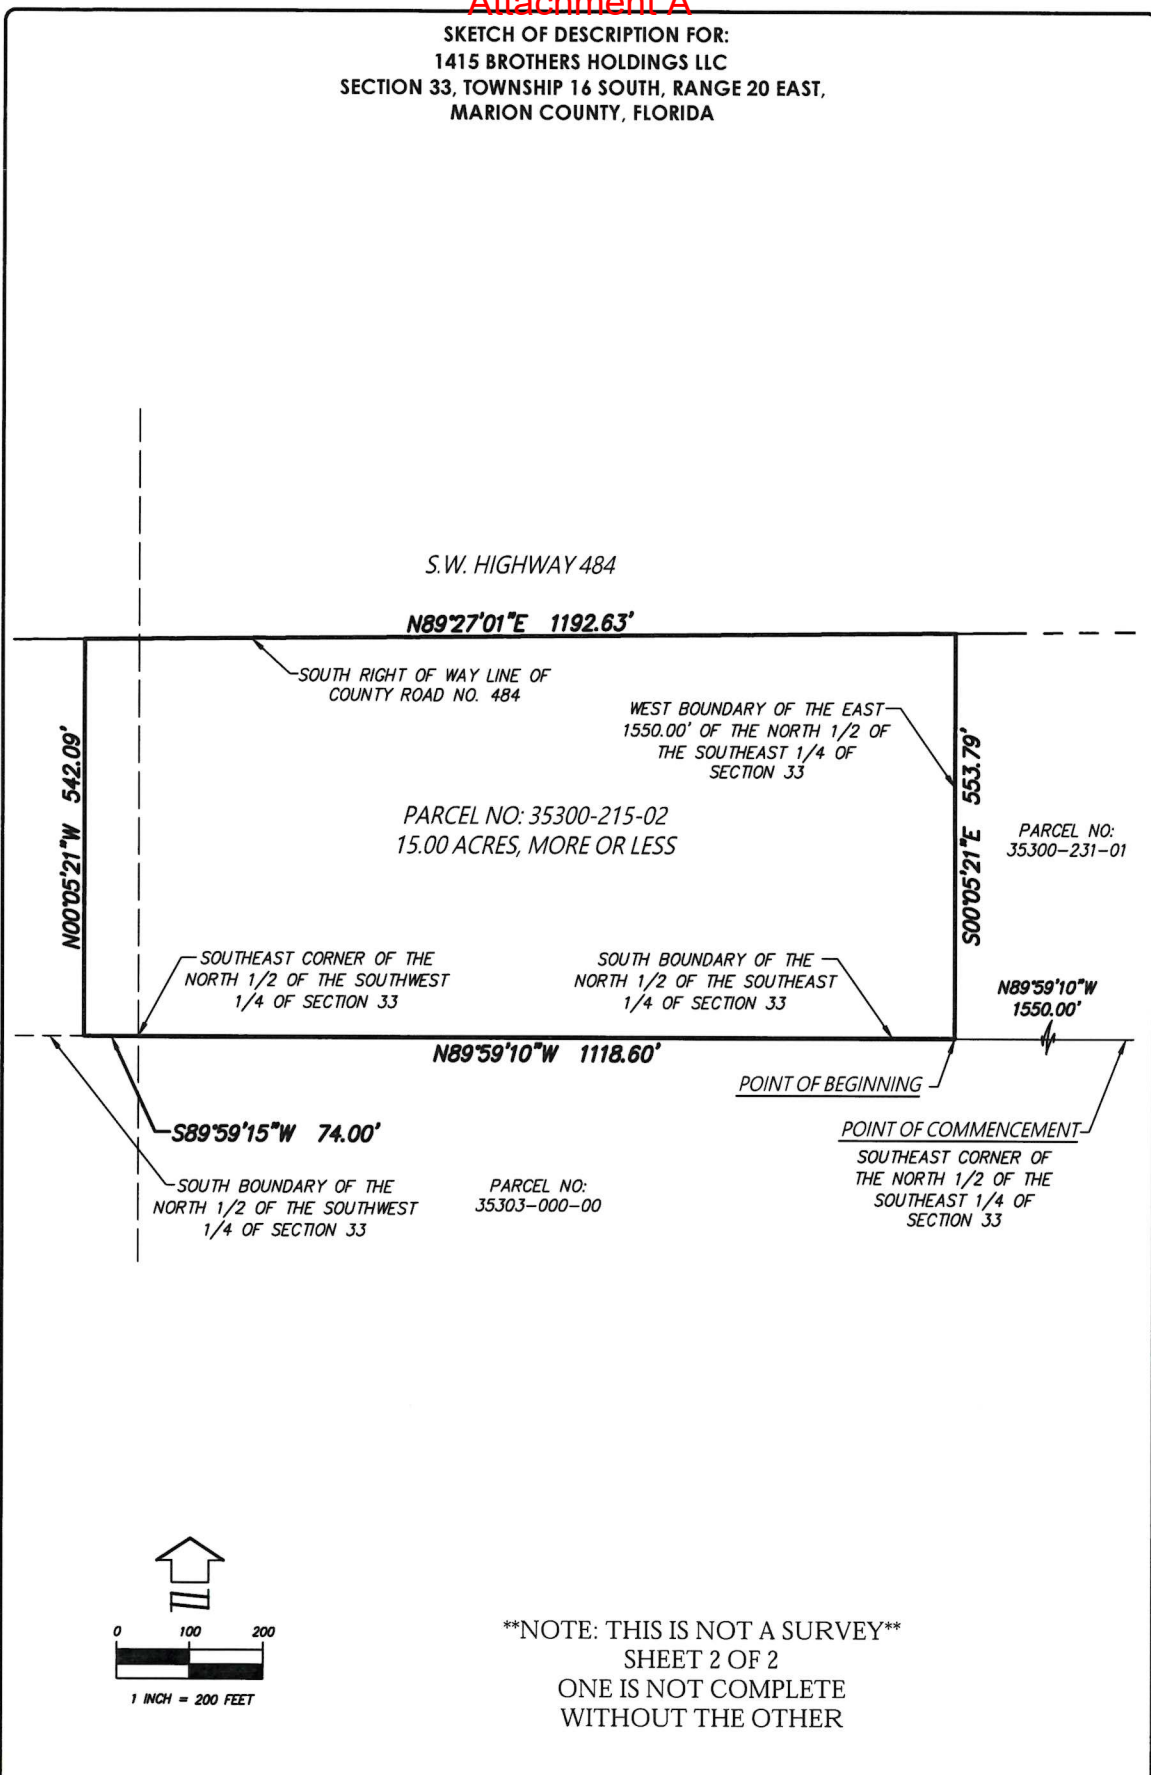 Attachment A
SKETCH OF DESCRIPTION FOR:
1415 BROTHERS HOLDINGS LLC
SECTION 33, TOWNSHIP 16 SOUTH, RANGE 20 EAST,
MARION COUNTY, FLORIDA
S.W. HIGHWAY 484
N89°27'01"E 1192.63'
SOUTH RIGHT OF WAY LINE OF
COUNTY ROAD NO. 484
WEST BOUNDARY OF THE EAST
1550.00' OF THE NORTH 1/2 OF
THE SOUTHEAST 1/4 OF
SECTION 33
N00°05'21"W 542.09'
S00°05'21"E 553.79'
PARCEL NO: 35300-215-02
15.00 ACRES, MORE OR LESS
PARCEL NO:
35300-231-01
SOUTHEAST CORNER OF THE
NORTH 1/2 OF THE SOUTHWEST
1/4 OF SECTION 33
SOUTH BOUNDARY OF THE
NORTH 1/2 OF THE SOUTHEAST
1/4 OF SECTION 33
N89°59'10"W
1550.00'
N89°59'10"W 1118.60'
POINT OF BEGINNING
S89°59'15"W 74.00'
POINT OF COMMENCEMENT
SOUTHEAST CORNER OF
THE NORTH 1/2 OF THE
SOUTHEAST 1/4 OF
SECTION 33
SOUTH BOUNDARY OF THE
NORTH 1/2 OF THE SOUTHWEST
1/4 OF SECTION 33
PARCEL NO:
35303-000-00
0 100 200
1 INCH = 200 FEET
**NOTE: THIS IS NOT A SURVEY**
SHEET 2 OF 2
ONE IS NOT COMPLETE
WITHOUT THE OTHER